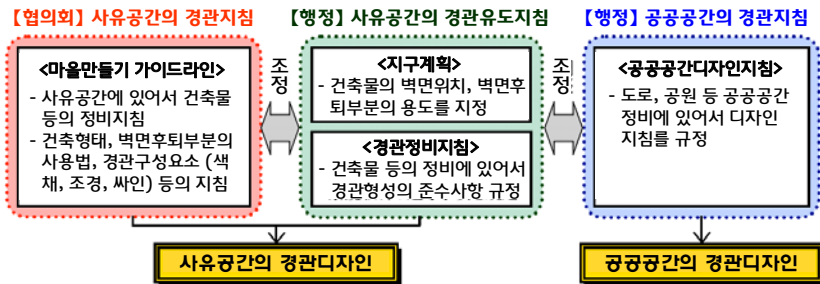 【협의회】 사유공간의 경관지침
【행정】 사유공간의 경관유도지침
【행정】 공공공간의 경관지침
<마을만들기 가이드라인>
- 사유공간에 있어서 건축물
등의 정비지침
- 건축형태, 벽면후퇴부분의
사용법, 경관구성요소 (색
채, 조경, 싸인) 등의 지침
조정
<지구계획>
- 건축물의 벽면위치, 벽면후
퇴부분의 용도를 지정
<경관정비지침>
- 건축물 등의 정비에 있어서
경관형성의 준수사항 규정
조정
<공공공간디자인지침>
- 도로, 공원 등 공공공간
정비에 있어서 디자인
지침를 규정
사유공간의 경관디자인
공공공간의 경관디자인